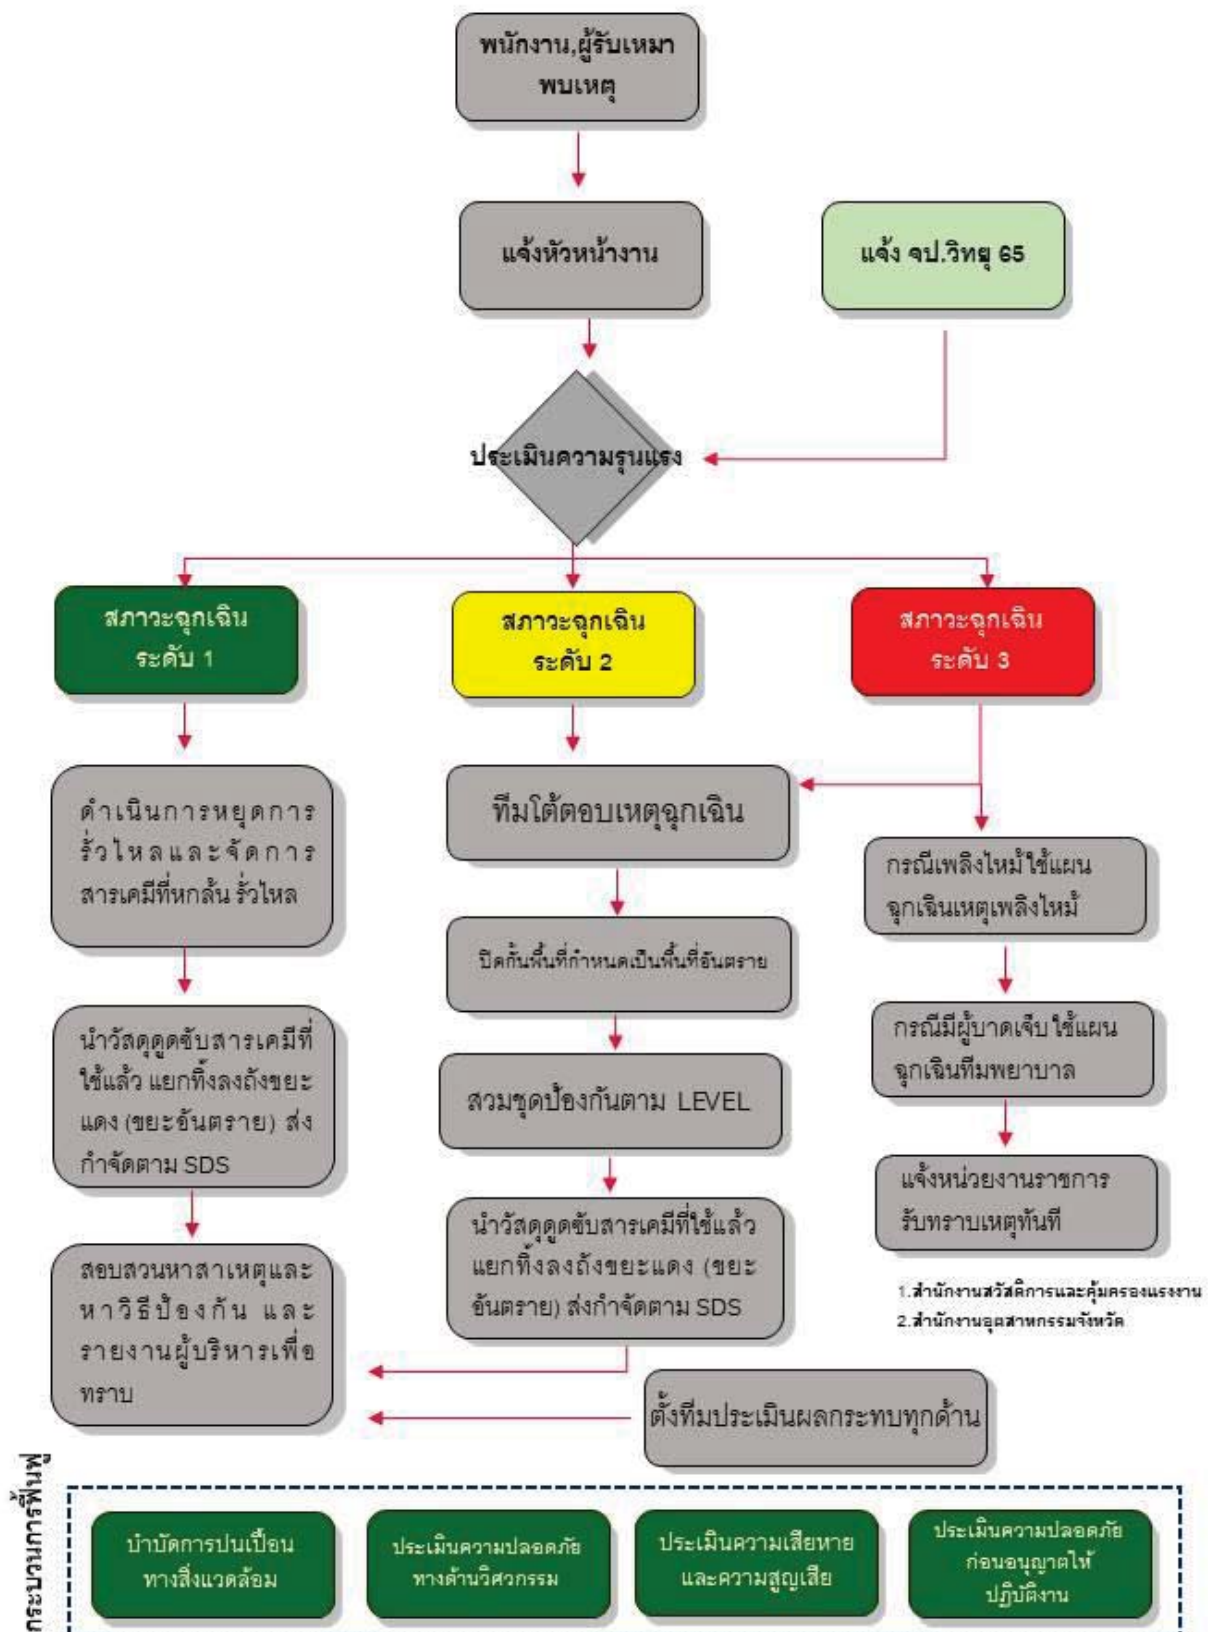 พนักงาน,ผู้รับเหมา
พบเหตุ
แจ้งหัวหน้างาน
แจ้ง จป.วิทยุ 65
ประเมินความรุนแรง
สภาวะฉุกเฉิน
ระดับ 1
สภาวะฉุกเฉิน
ระดับ 2
สภาวะฉุกเฉิน
ระดับ 3
ดำเนินการหยุดการ
รั่วไหลและจัดการ
สารเคมีที่หกล้น รั่วไหล
นำวัสดุดูดซับสารเคมีที่
ใช้แล้ว แยกทิ้งลงถังขยะ
แดง (ขยะอันตราย) ส่ง
กำจัดตาม SDS
สอบสวนหาสาเหตุและ
หาวิธีป้องกัน และ
รายงานผู้บริหารเพื่อ
ทราบ
ทีมโต้ตอบเหตุฉุกเฉิน
ปิดกั้นพื้นที่กำหนดเป็นพื้นที่อันตราย
สวมชุดป้องกันตาม LEVEL
นำวัสดุดูดซับสารเคมีที่ใช้แล้ว
แยกทิ้งลงถังขยะแดง (ขยะ
อันตราย) ส่งกำจัดตาม SDS
กรณีเพลิงไหม้ใช้แผน
ฉุกเฉินเหตุเพลิงไหม้
กรณีมีผู้บาดเจ็บ ใช้แผน
ฉุกเฉินทีมพยาบาล
แจ้งหน่วยงานราชการ
รับทราบเหตุทันที
1.สำนักงานสวัสดิการและคุ้มครองแรงงาน
2.สำนักงานอุตสาหกรรมจังหวัด
ตั้งทีมประเมินผลกระทบทุกด้าน
กระบวนการฟื้นฟู
บำบัดการปนเปื้อน
ทางสิ่งแวดล้อม
ประเมินความปลอดภัย
ทางด้านวิศวกรรม
ประเมินความเสียหาย
และความสูญเสีย
ประเมินความปลอดภัย
ก่อนอนุญาตให้
ปฏิบัติงาน